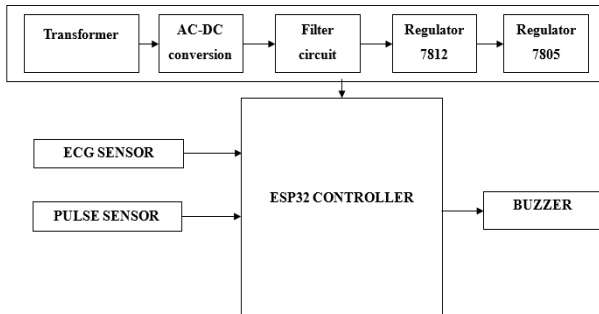 Transformer
AC-DC
conversion
Filter
circuit
Regulator
7812
Regulator
7805
ECG SENSOR
PULSE SENSOR
ESP32 CONTROLLER
BUZZER